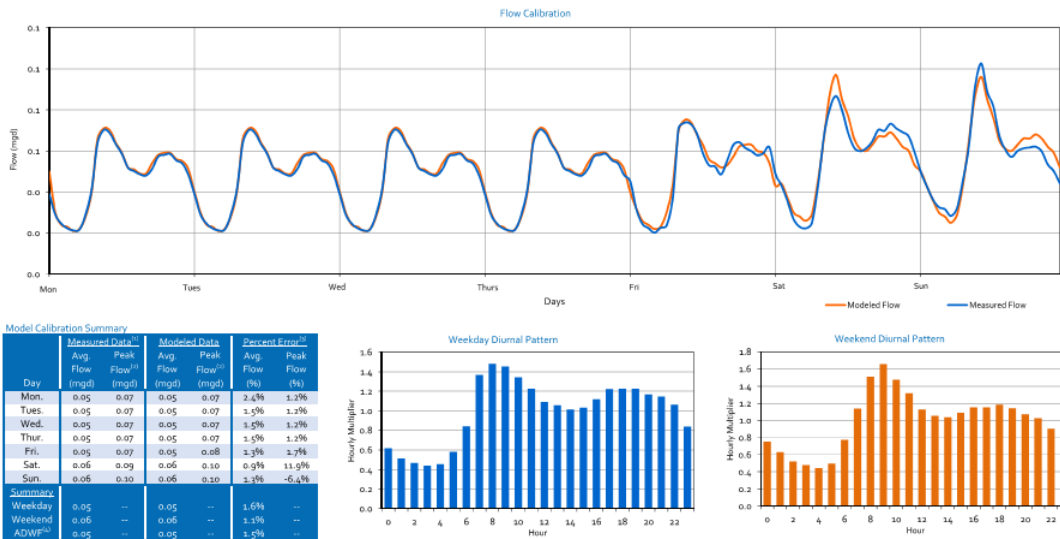 Flow Calibration
0.1
0.1
0.1
0.1
0.0
0.0
0.0
Flow (mgd)
Mon Tues Wed Thurs Fri Sat Sun
Days
Modeled Flow Measured Flow
Model Calibration Summary
Measured Data(1) Modeled Data Percent Error(3)
Avg. Peak Avg. Peak Avg. Peak
Flow Flow(2) Flow Flow(2) Flow Flow
Day (mgd) (mgd) (mgd) (mgd) (%) (%)
Mon. 0.05 0.07 0.05 0.07 2.4% 1.2%
Tues. 0.05 0.07 0.05 0.07 1.5% 1.2%
Wed. 0.05 0.07 0.05 0.07 1.5% 1.2%
Thur. 0.05 0.07 0.05 0.07 1.5% 1.2%
Fri. 0.05 0.07 0.05 0.08 1.3% 1.7%
Sat. 0.06 0.09 0.06 0.10 0.9% 11.9%
Sun. 0.06 0.10 0.06 0.10 1.3% -6.4%
Summary
Weekday 0.05 -- 0.05 -- 1.6% --
Weekend 0.06 -- 0.06 -- 1.1% --
ADWF(4) 0.05 -- 0.05 -- 1.5% --
Weekday Diurnal Pattern
1.6
1.4
1.2
1.0
0.8
0.6
0.4
0.2
0.0
Hourly Multiplier
0 2 4 6 8 10 12 14 16 18 20 22
Hour
Weekend Diurnal Pattern
1.8
1.6
1.4
1.2
1.0
0.8
0.6
0.4
0.2
0.0
Hourly Multiplier
0 2 4 6 8 10 12 14 16 18 20 22
Hour